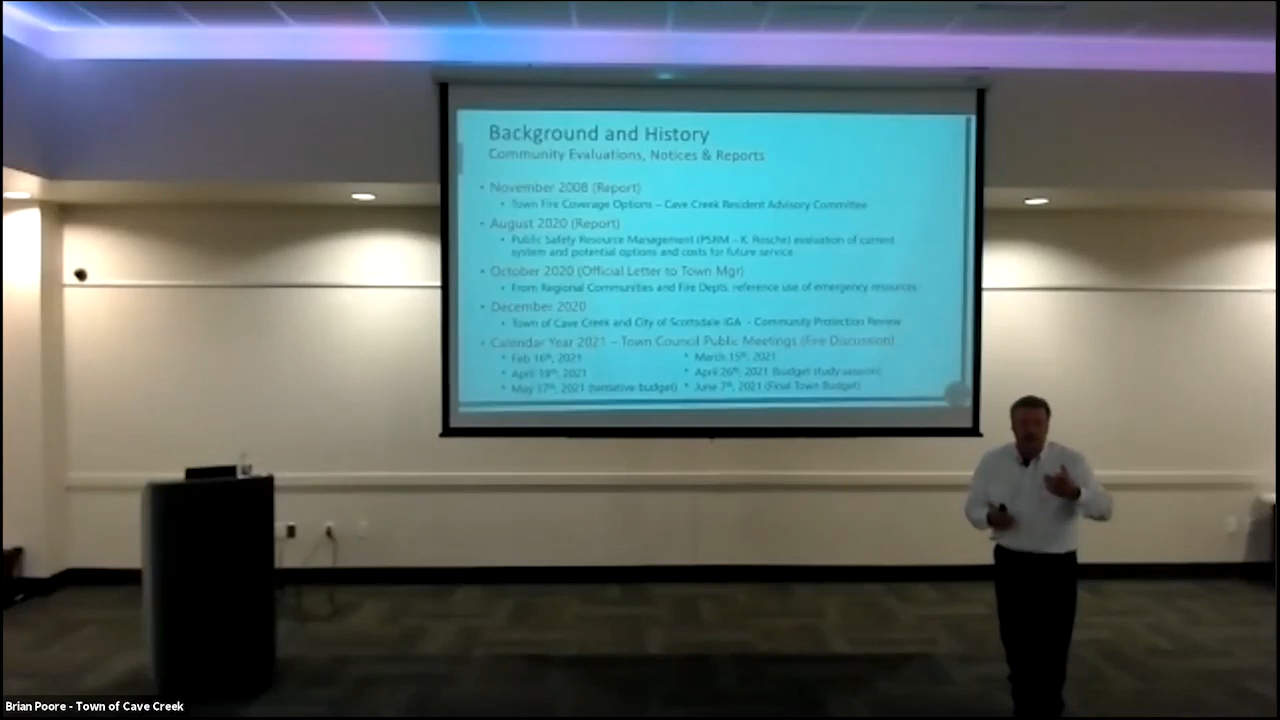 Background and History
Community Evaluations, Notices & Reports
• November 2008 (Report)
• Town Fire Coverage Options – Cave Creek Resident Advisory Committee
• August 2020 (Report)
• Public Safety Resource Management (PSRM – K. Rosche) evaluation of current
system and potential options and costs for future service.
• October 2020 (Official Letter to Town Mgr)
• From Regional Communities and Fire Depts, reference use of emergency resources
• December 2020
• Town of Cave Creek and City of Scottsdale IGA - Community Protection Review
• Calendar Year 2021 – Town Council Public Meetings (Fire Discussion)
• Feb 16th, 2021
• March 15th, 2021
• April 19th, 2021
• April 26th, 2021 (budget study session)
• May 17th, 2021 (tentative budget)
• June 7th, 2021 (Final Town Budget)
Brian Poore - Town of Cave Creek